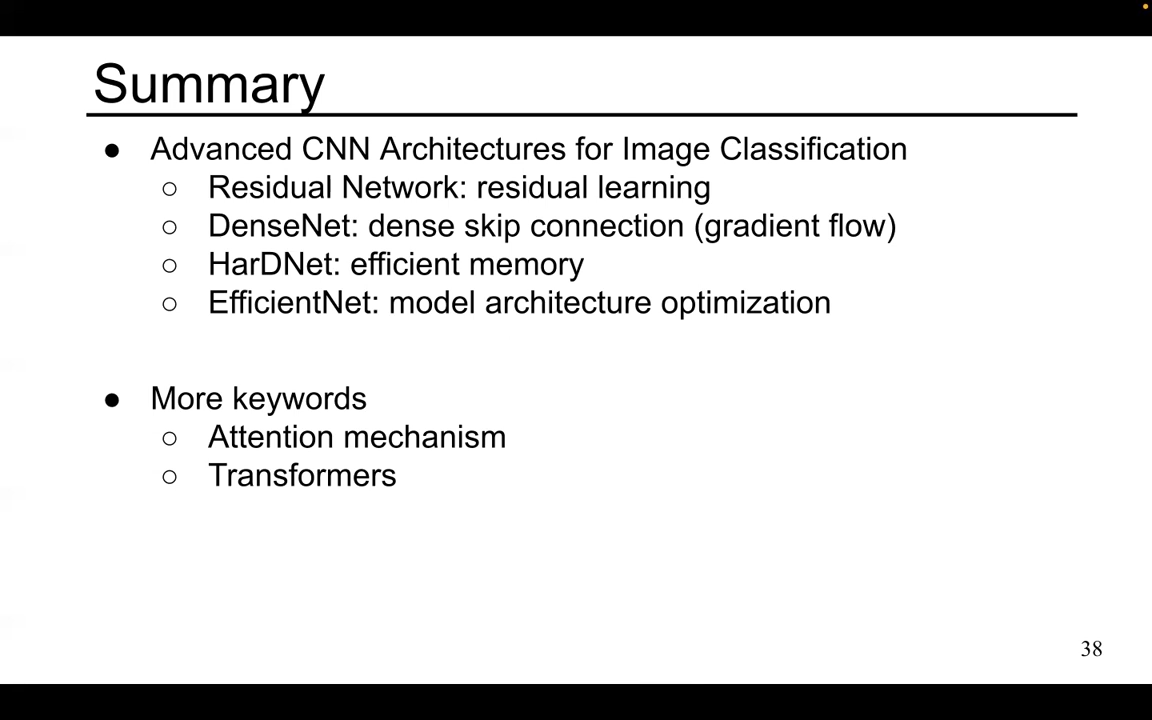 Summary
● Advanced CNN Architectures for Image Classification
○ Residual Network: residual learning
○ DenseNet: dense skip connection (gradient flow)
○ HarDNet: efficient memory
○ EfficientNet: model architecture optimization
● More keywords
○ Attention mechanism
○ Transformers
38